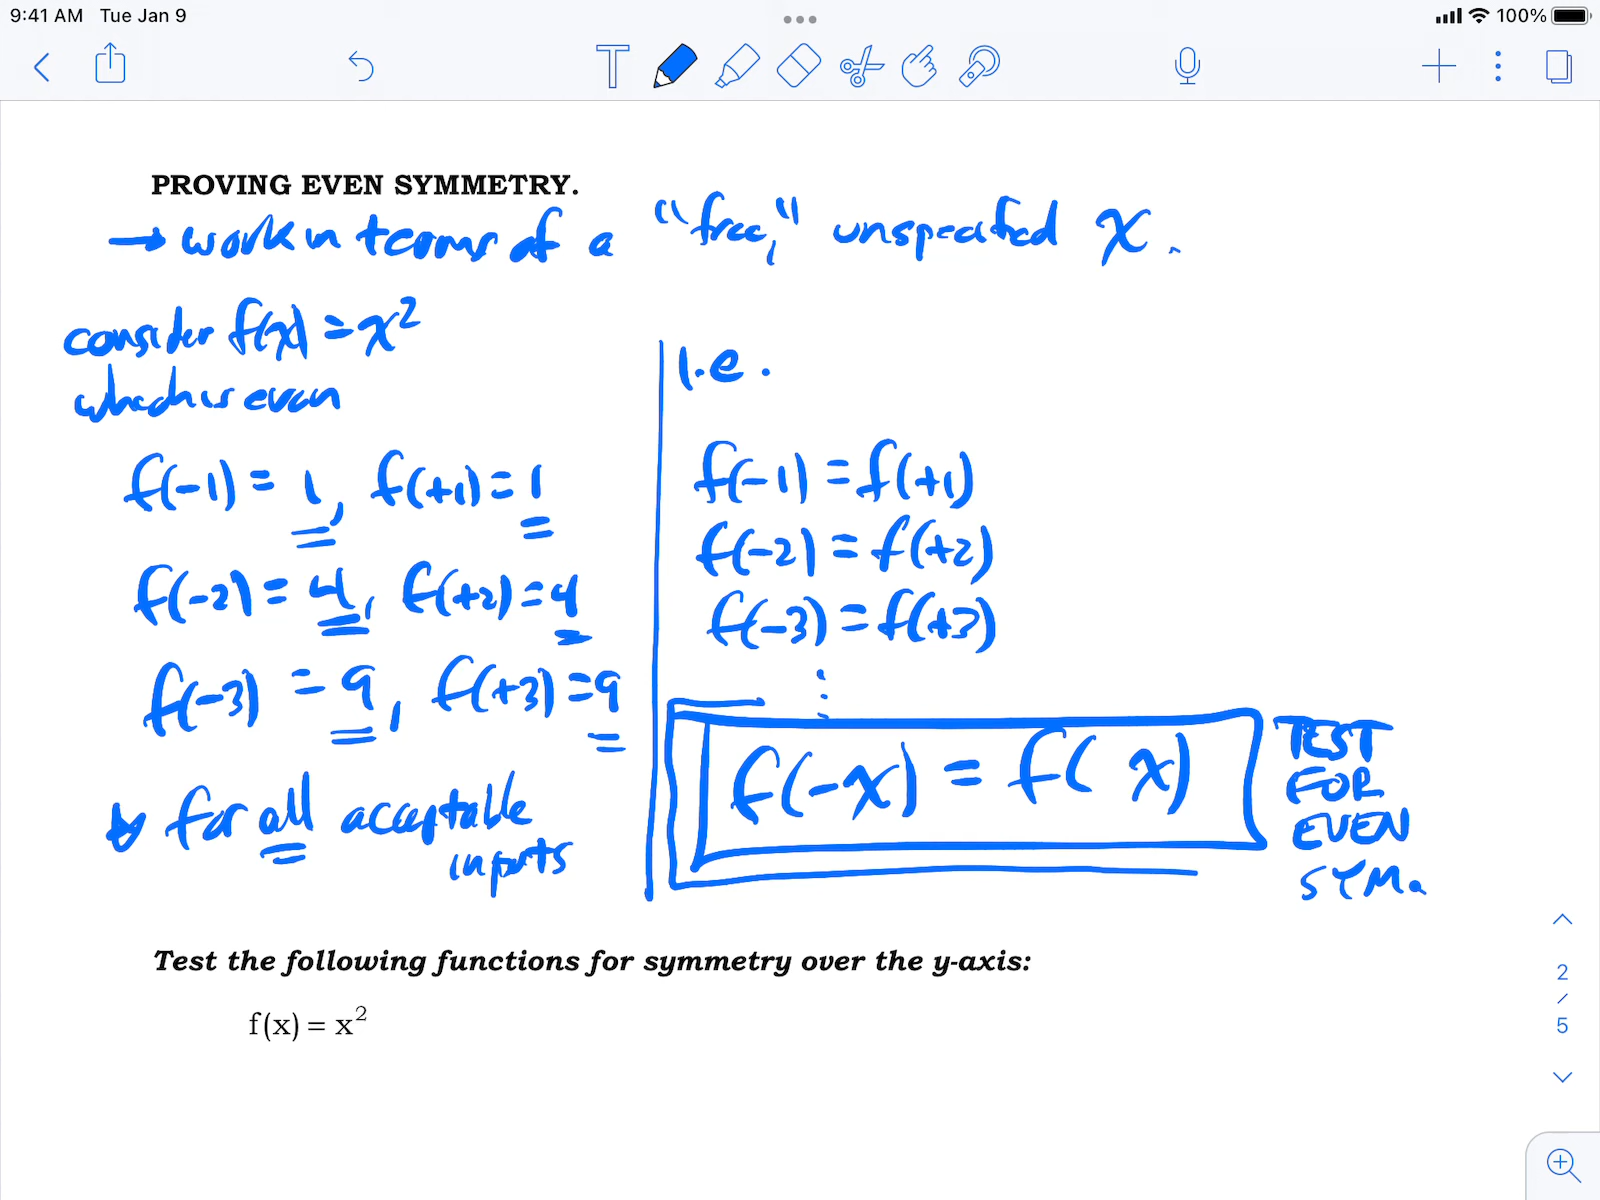 9:41 AM Tue Jan 9
100%
PROVING EVEN SYMMETRY.
→ work in terms of a "free," unspecified x.
consider f(x) = x²
which is even
f(-1) = 1, f(+1) = 1
f(-2) = 4, f(+2) = 4
f(-3) = 9, f(+3) = 9
↳ for all acceptable
inputs
i.e.
f(-1) = f(+1)
f(-2) = f(+2)
f(-3) = f(+3)
⋮
f(-x) = f( x)
TEST
FOR
EVEN
SYM.
Test the following functions for symmetry over the y-axis:
f(x) = x²
2
/
5